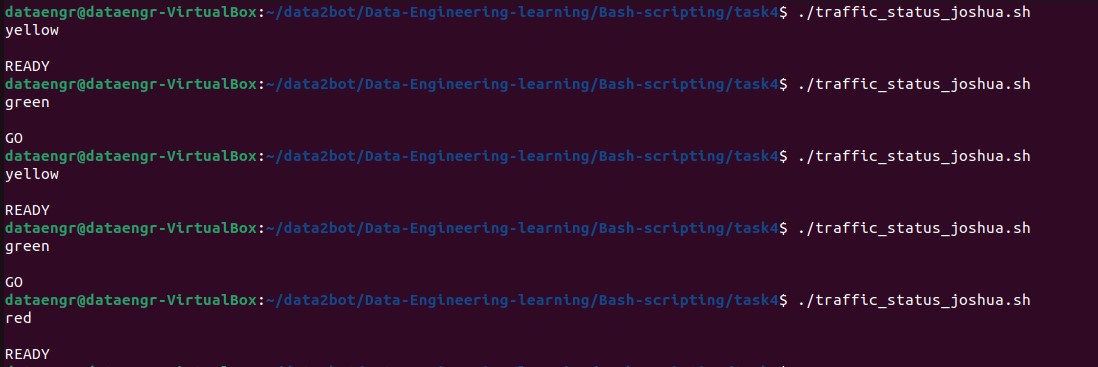 dataengr@dataengr-VirtualBox:~/data2bot/Data-Engineering-learning/Bash-scripting/task4$ ./traffic_status_joshua.sh
yellow
READY
dataengr@dataengr-VirtualBox:~/data2bot/Data-Engineering-learning/Bash-scripting/task4$ ./traffic_status_joshua.sh
green
GO
dataengr@dataengr-VirtualBox:~/data2bot/Data-Engineering-learning/Bash-scripting/task4$ ./traffic_status_joshua.sh
yellow
READY
dataengr@dataengr-VirtualBox:~/data2bot/Data-Engineering-learning/Bash-scripting/task4$ ./traffic_status_joshua.sh
green
GO
dataengr@dataengr-VirtualBox:~/data2bot/Data-Engineering-learning/Bash-scripting/task4$ ./traffic_status_joshua.sh
red
READY